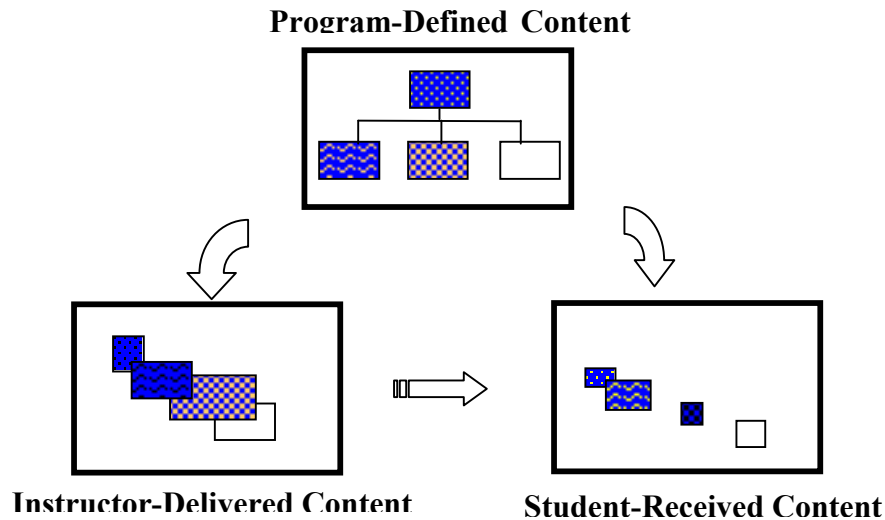 Program-Defined Content
Instructor-Delivered Content
Student-Received Content